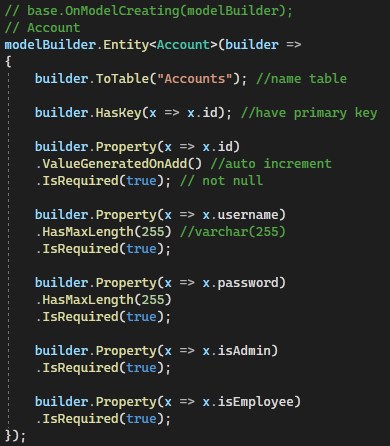 // base.OnModelCreating(modelBuilder);
// Account
modelBuilder.Entity<Account>(builder =>
{
    builder.ToTable("Accounts"); //name table
    builder.HasKey(x => x.id); //have primary key
    builder.Property(x => x.id)
    .ValueGeneratedOnAdd() //auto increment
    .IsRequired(true); // not null
    builder.Property(x => x.username)
    .HasMaxLength(255) //varchar(255)
    .IsRequired(true);
    builder.Property(x => x.password)
    .HasMaxLength(255)
    .IsRequired(true);
    builder.Property(x => x.isAdmin)
    .IsRequired(true);
    builder.Property(x => x.isEmployee)
    .IsRequired(true);
});